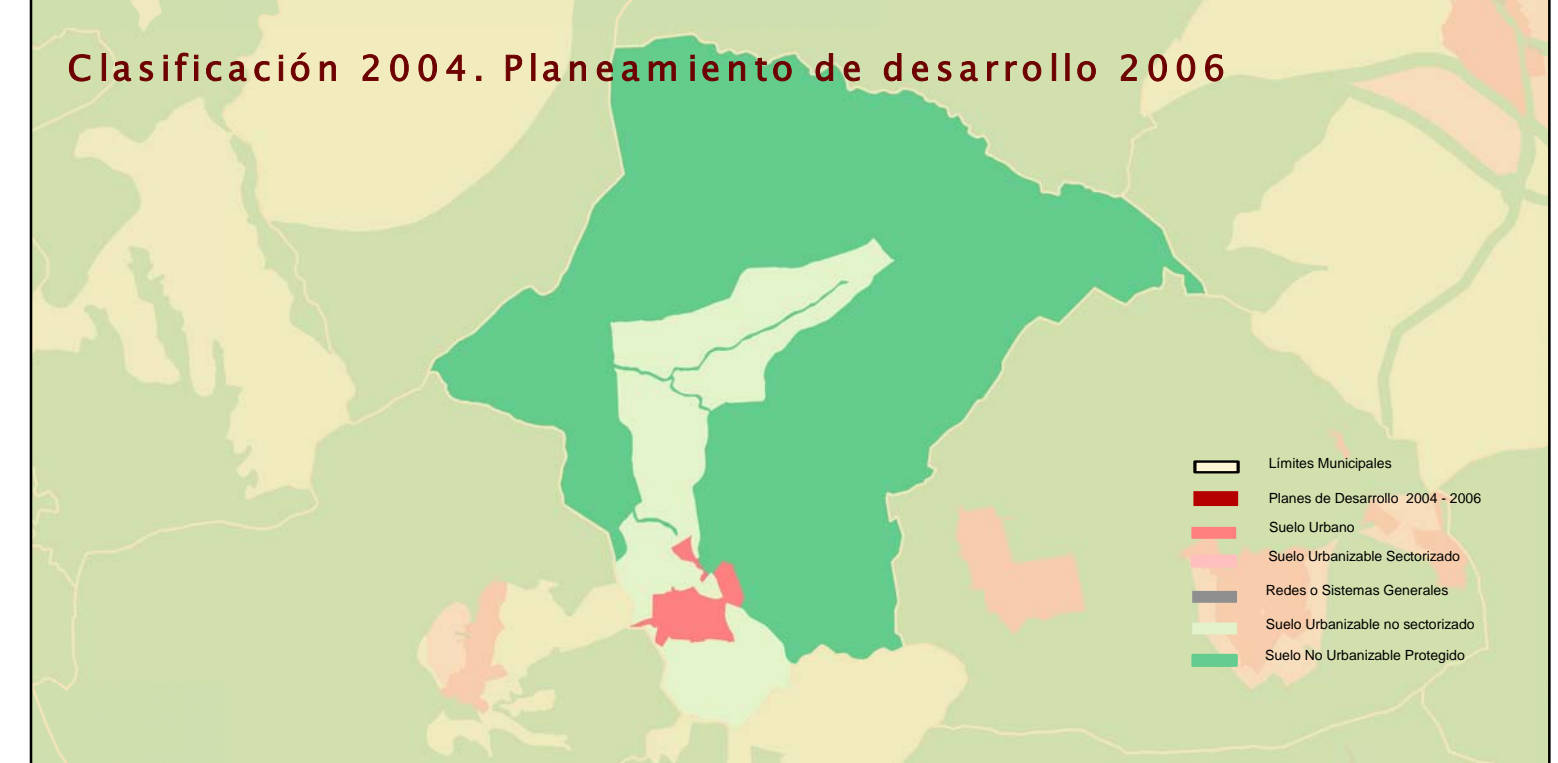 Clasificación 2004. Planeamiento de desarrollo 2006
Límites Municipales
Planes de Desarrollo 2004 - 2006
Suelo Urbano
Suelo Urbanizable Sectorizado
Redes o Sistemas Generales
Suelo Urbanizable no sectorizado
Suelo No Urbanizable Protegido